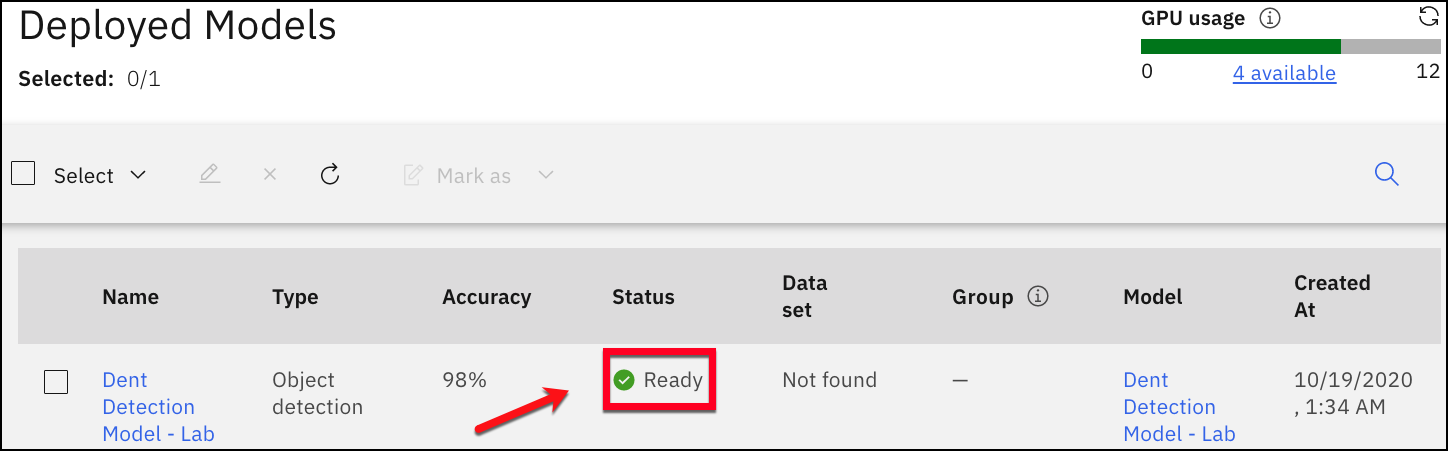 Deployed Models
GPU usage
Selected: 0/1
0 4 available 12
Select
Mark as
Name Type Accuracy Status Data set Group Model Created At
Dent Detection Model - Lab
Object detection
98%
Ready
Not found
—
Dent Detection Model - Lab
10/19/2020, 1:34 AM